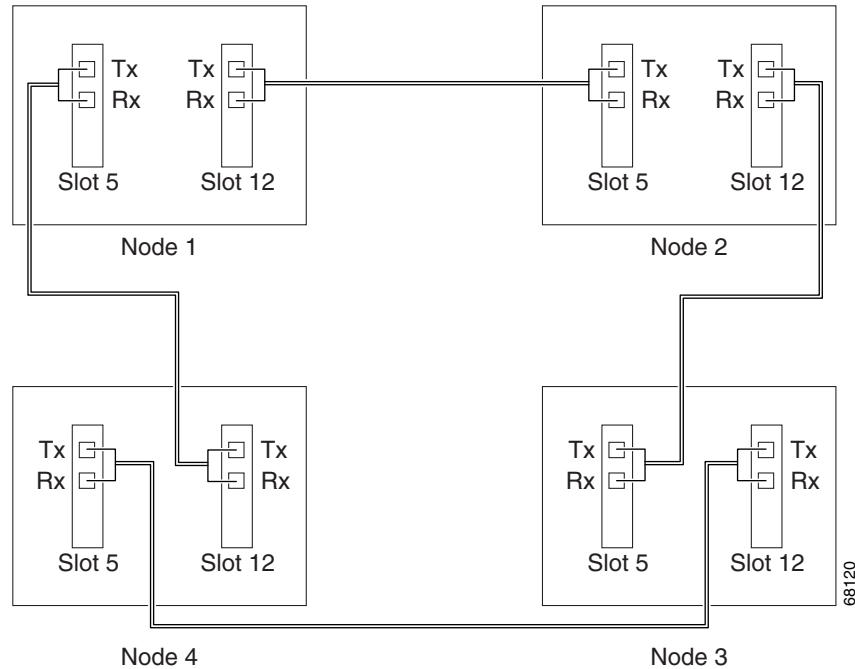 Tx Tx Tx Tx
Rx Rx Rx Rx
Slot 5 Slot 12 Slot 5 Slot 12
Node 1 Node 2
Tx Tx Tx Tx
Rx Rx Rx Rx
Slot 5 Slot 12 Slot 5 Slot 12
68120
Node 4 Node 3